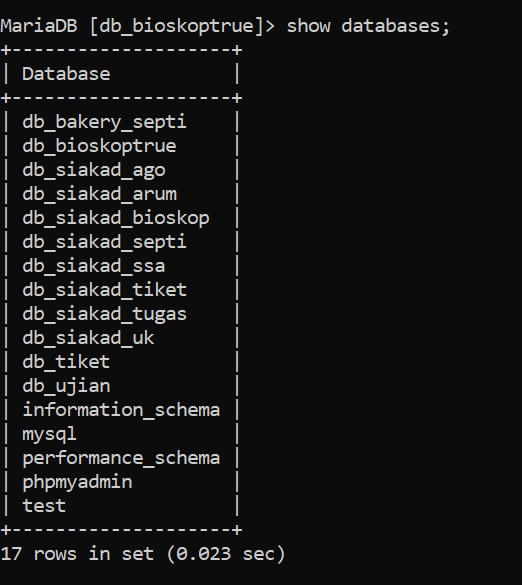 MariaDB [db_bioskoptrue]> show databases;
+--------------------+
| Database           |
+--------------------+
| db_bakery_septi    |
| db_bioskoptrue     |
| db_siakad_ago      |
| db_siakad_arum     |
| db_siakad_bioskop  |
| db_siakad_septi    |
| db_siakad_ssa      |
| db_siakad_tiket    |
| db_siakad_tugas    |
| db_siakad_uk       |
| db_tiket           |
| db_ujian           |
| information_schema |
| mysql              |
| performance_schema |
| phpmyadmin         |
| test               |
+--------------------+
17 rows in set (0.023 sec)